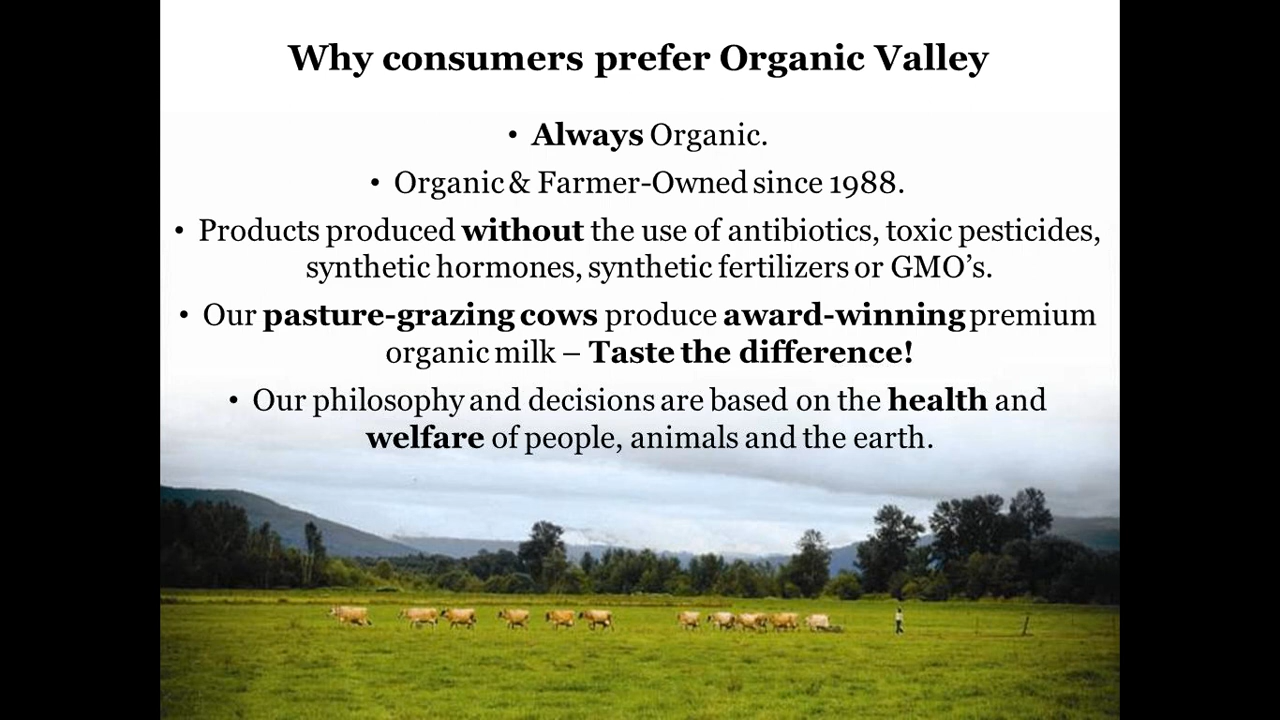 Why consumers prefer Organic Valley
• Always Organic.
• Organic & Farmer-Owned since 1988.
• Products produced without the use of antibiotics, toxic pesticides,
synthetic hormones, synthetic fertilizers or GMO’s.
• Our pasture-grazing cows produce award-winning premium
organic milk – Taste the difference!
• Our philosophy and decisions are based on the health and
welfare of people, animals and the earth.